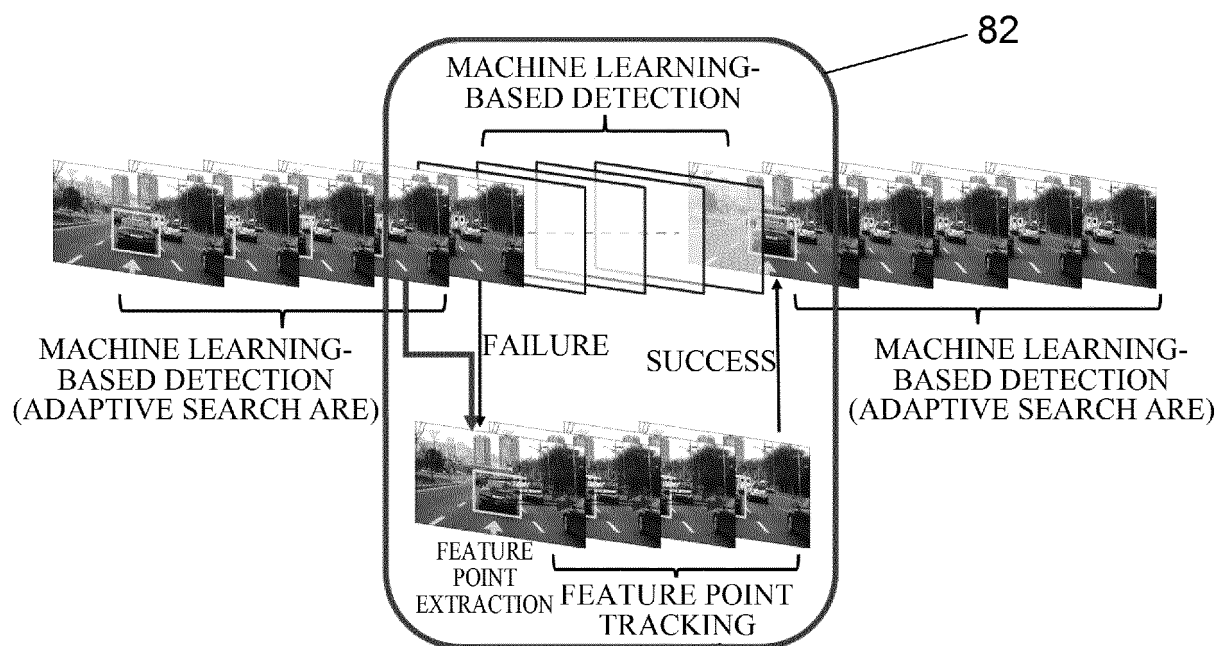 82
MACHINE LEARNING-
BASED DETECTION
FAILURE
SUCCESS
MACHINE LEARNING-
BASED DETECTION
(ADAPTIVE SEARCH ARE)
MACHINE LEARNING-
BASED DETECTION
(ADAPTIVE SEARCH ARE)
FEATURE
POINT
EXTRACTION
FEATURE POINT
TRACKING